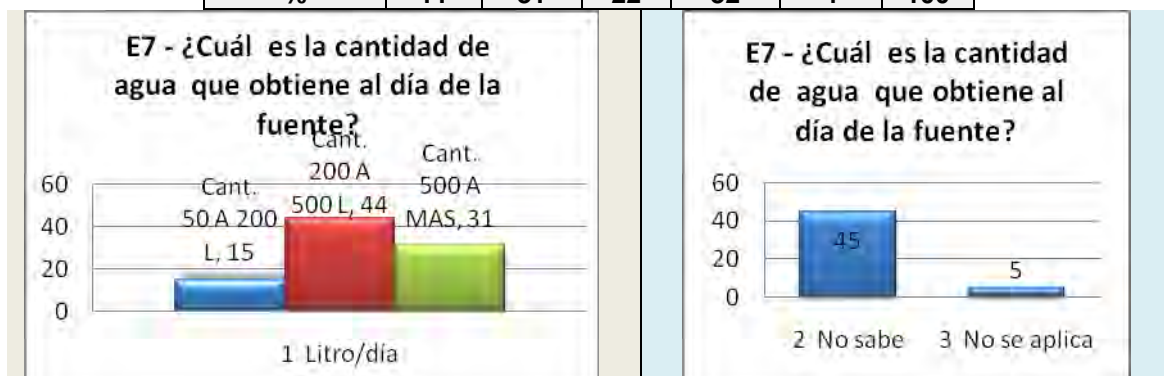 E7 - ¿Cuál es la cantidad de
agua que obtiene al día de la
fuente?
Cant.
200 A
500 L, 44
Cant.
50 A 200
L, 15
Cant.
500 A
MAS, 31
60
40
20
0
1 Litro/día
E7 - ¿Cuál es la cantidad
de agua que obtiene al
día de la fuente?
60
40
20
0
45
5
2 No sabe
3 No se aplica